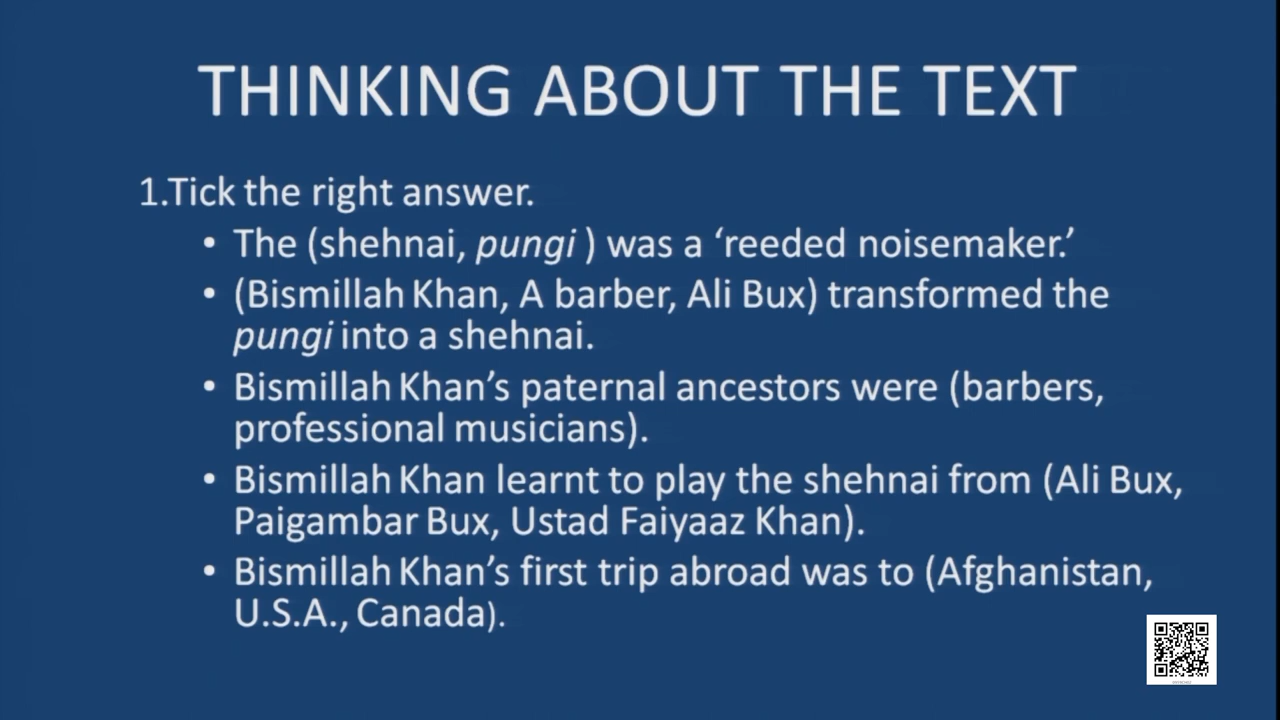 THINKING ABOUT THE TEXT
1.Tick the right answer.
• The (shehnai, pungi ) was a ‘reeded noisemaker.’
• (Bismillah Khan, A barber, Ali Bux) transformed the
pungi into a shehnai.
• Bismillah Khan’s paternal ancestors were (barbers,
professional musicians).
• Bismillah Khan learnt to play the shehnai from (Ali Bux,
Paigambar Bux, Ustad Faiyaaz Khan).
• Bismillah Khan’s first trip abroad was to (Afghanistan,
U.S.A., Canada).